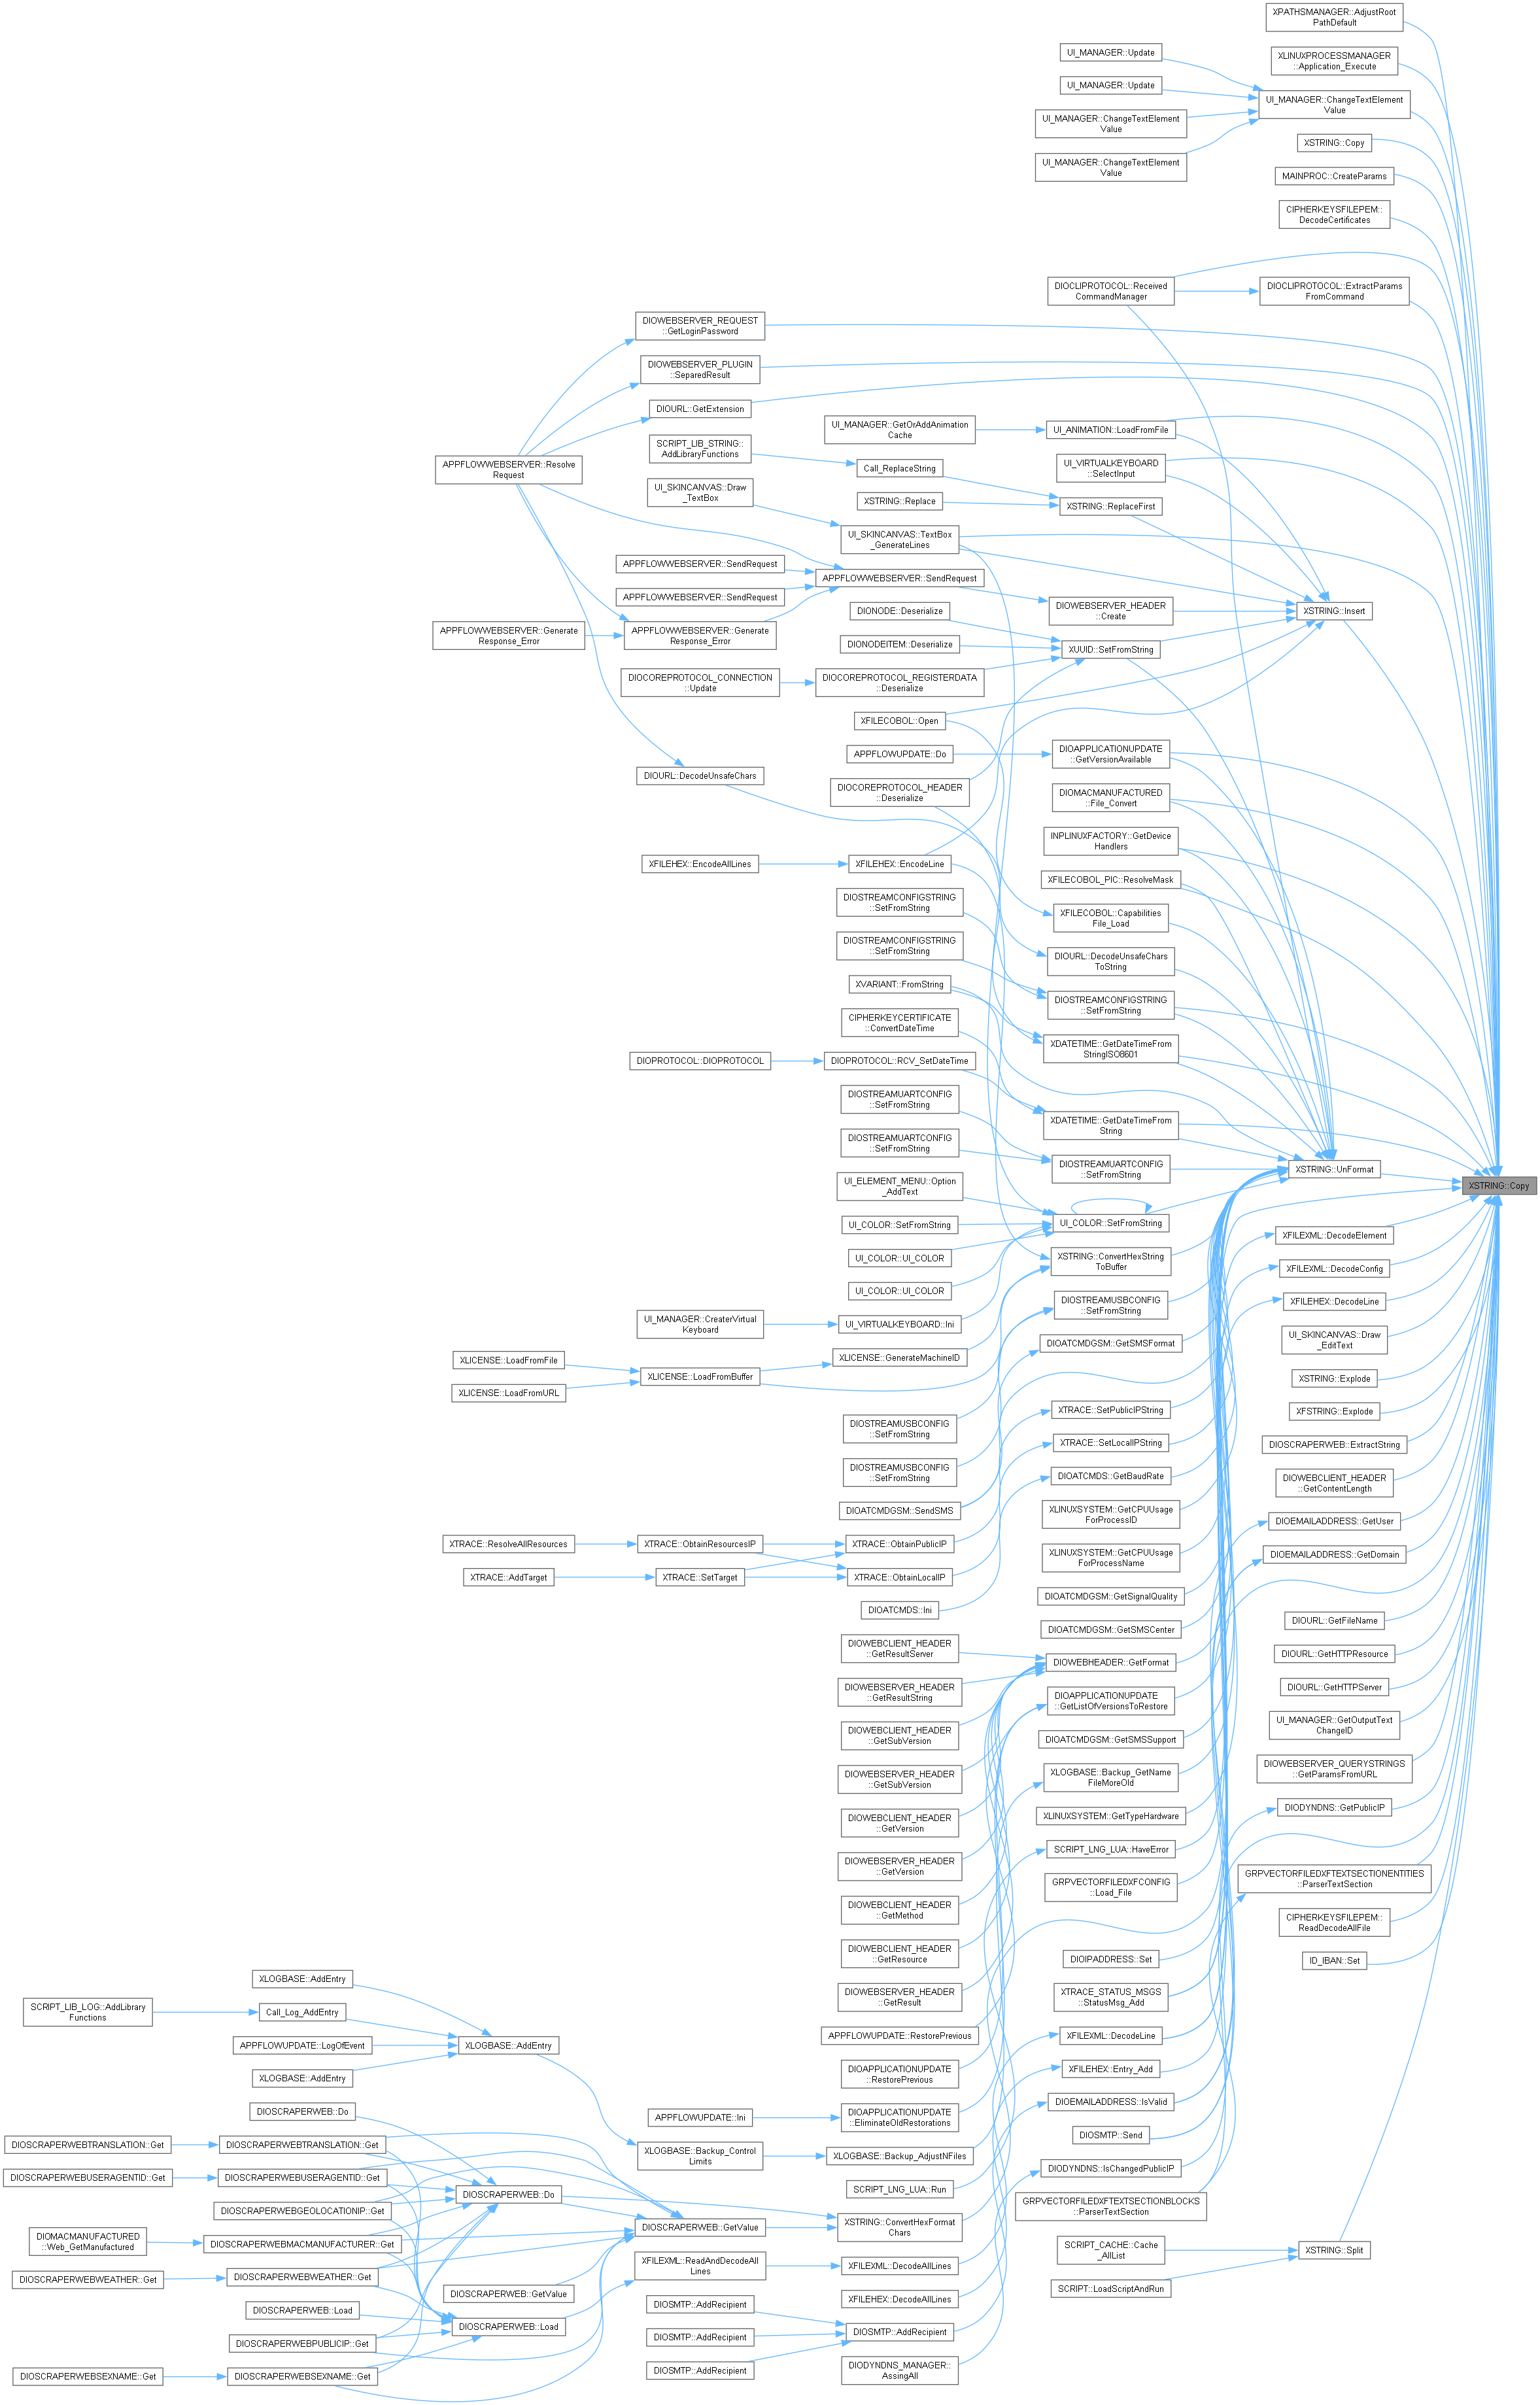 XPATHSMANAGER::AdjustRoot
PathDefault
XLINUXPROCESSMANAGER
::Application_Execute
UI_MANAGER::Update
UI_MANAGER::Update
UI_MANAGER::ChangeTextElement
Value
UI_MANAGER::ChangeTextElement
Value
UI_MANAGER::ChangeTextElement
Value
XSTRING::Copy
MAINPROC::CreateParams
CIPHERKEYSFILEPEM::
DecodeCertificates
DIOCLIPROTOCOL::Received
CommandManager
DIOCLIPROTOCOL::ExtractParams
FromCommand
DIOWEBSERVER_REQUEST
::GetLoginPassword
DIOWEBSERVER_PLUGIN
::SeparedResult
DIOURL::GetExtension
UI_MANAGER::GetOrAddAnimation
Cache
UI_ANIMATION::LoadFromFile
SCRIPT_LIB_STRING::
AddLibraryFunctions
Call_ReplaceString
UI_VIRTUALKEYBOARD
::SelectInput
APPFLOWWEBSERVER::Resolve
Request
UI_SKINCANVAS::Draw
_TextBox
XSTRING::Replace
XSTRING::ReplaceFirst
UI_SKINCANVAS::TextBox
_GenerateLines
APPFLOWWEBSERVER::SendRequest
APPFLOWWEBSERVER::SendRequest
APPFLOWWEBSERVER::SendRequest
DIONODE::Deserialize
DIOWEBSERVER_HEADER
::Create
XSTRING::Insert
APPFLOWWEBSERVER::Generate
Response_Error
APPFLOWWEBSERVER::Generate
Response_Error
DIONODEITEM::Deserialize
XUUID::SetFromString
DIOCOREPROTOCOL_CONNECTION
::Update
DIOCOREPROTOCOL_REGISTERDATA
::Deserialize
XFILECOBOL::Open
APPFLOWUPDATE::Do
DIOAPPLICATIONUPDATE
::GetVersionAvailable
DIOURL::DecodeUnsafeChars
DIOCOREPROTOCOL_HEADER
::Deserialize
DIOMACMANUFACTURED
::File_Convert
INPLINUXFACTORY::GetDevice
Handlers
XFILEHEX::EncodeAllLines
XFILEHEX::EncodeLine
XFILECOBOL_PIC::ResolveMask
DIOSTREAMCONFIGSTRING
::SetFromString
XFILECOBOL::Capabilities
File_Load
DIOSTREAMCONFIGSTRING
::SetFromString
DIOURL::DecodeUnsafeChars
ToString
XVARIANT::FromString
DIOSTREAMCONFIGSTRING
::SetFromString
CIPHERKEYCERTIFICATE
::ConvertDateTime
XDATETIME::GetDateTimeFrom
StringISO8601
DIOPROTOCOL::DIOPROTOCOL
DIOPROTOCOL::RCV_SetDateTime
DIOSTREAMUARTCONFIG
::SetFromString
XDATETIME::GetDateTimeFrom
String
DIOSTREAMUARTCONFIG
::SetFromString
DIOSTREAMUARTCONFIG
::SetFromString
XSTRING::UnFormat
XSTRING::Copy
UI_ELEMENT_MENU::Option
_AddText
UI_COLOR::SetFromString
UI_COLOR::SetFromString
XFILEXML::DecodeElement
UI_COLOR::UI_COLOR
XSTRING::ConvertHexString
ToBuffer
XFILEXML::DecodeConfig
UI_COLOR::UI_COLOR
DIOSTREAMUSBCONFIG
::SetFromString
XFILEHEX::DecodeLine
UI_MANAGER::CreaterVirtual
Keyboard
UI_VIRTUALKEYBOARD::Ini
DIOATCMDGSM::GetSMSFormat
UI_SKINCANVAS::Draw
_EditText
XLICENSE::LoadFromFile
XLICENSE::LoadFromURL
XLICENSE::LoadFromBuffer
XLICENSE::GenerateMachineID
XSTRING::Explode
XTRACE::SetPublicIPString
XFSTRING::Explode
DIOSTREAMUSBCONFIG
::SetFromString
XTRACE::SetLocalIPString
DIOSCRAPERWEB::ExtractString
DIOSTREAMUSBCONFIG
::SetFromString
DIOATCMDS::GetBaudRate
DIOWEBCLIENT_HEADER
::GetContentLength
DIOATCMDGSM::SendSMS
XLINUXSYSTEM::GetCPUUsage
ForProcessID
DIOEMAILADDRESS::GetUser
XTRACE::ResolveAllResources
XTRACE::ObtainResourcesIP
XTRACE::ObtainPublicIP
XLINUXSYSTEM::GetCPUUsage
ForProcessName
DIOEMAILADDRESS::GetDomain
XTRACE::AddTarget
XTRACE::SetTarget
XTRACE::ObtainLocalIP
DIOATCMDGSM::GetSignalQuality
DIOATCMDS::Ini
DIOATCMDGSM::GetSMSCenter
DIOURL::GetFileName
DIOWEBCLIENT_HEADER
::GetResultServer
DIOWEBHEADER::GetFormat
DIOURL::GetHTTPResource
DIOWEBSERVER_HEADER
::GetResultString
DIOAPPLICATIONUPDATE
::GetListOfVersionsToRestore
DIOURL::GetHTTPServer
DIOWEBCLIENT_HEADER
::GetSubVersion
DIOATCMDGSM::GetSMSSupport
UI_MANAGER::GetOutputText
ChangeID
DIOWEBSERVER_HEADER
::GetSubVersion
XLOGBASE::Backup_GetName
FileMoreOld
DIOWEBSERVER_QUERYSTRINGS
::GetParamsFromURL
DIOWEBCLIENT_HEADER
::GetVersion
XLINUXSYSTEM::GetTypeHardware
DIODYNDNS::GetPublicIP
DIOWEBSERVER_HEADER
::GetVersion
SCRIPT_LNG_LUA::HaveError
GRPVECTORFILEDXFTEXTSECTIONENTITIES
::ParserTextSection
DIOWEBCLIENT_HEADER
::GetMethod
GRPVECTORFILEDXFCONFIG
::Load_File
CIPHERKEYSFILEPEM::
ReadDecodeAllFile
DIOWEBCLIENT_HEADER
::GetResource
DIOIPADDRESS::Set
ID_IBAN::Set
DIOWEBSERVER_HEADER
::GetResult
XTRACE_STATUS_MSGS
::StatusMsg_Add
XLOGBASE::AddEntry
SCRIPT_LIB_LOG::AddLibrary
Functions
Call_Log_AddEntry
APPFLOWUPDATE::RestorePrevious
XFILEXML::DecodeLine
APPFLOWUPDATE::LogOfEvent
XLOGBASE::AddEntry
DIOAPPLICATIONUPDATE
::RestorePrevious
XFILEHEX::Entry_Add
XLOGBASE::AddEntry
DIOEMAILADDRESS::IsValid
DIOSCRAPERWEB::Do
APPFLOWUPDATE::Ini
DIOAPPLICATIONUPDATE
::EliminateOldRestorations
DIOSMTP::Send
DIOSCRAPERWEBTRANSLATION::Get
DIOSCRAPERWEBTRANSLATION::Get
XLOGBASE::Backup_Control
Limits
XLOGBASE::Backup_AdjustNFiles
DIODYNDNS::IsChangedPublicIP
DIOSCRAPERWEBUSERAGENTID::Get
DIOSCRAPERWEBUSERAGENTID::Get
DIOSCRAPERWEB::Do
SCRIPT_LNG_LUA::Run
GRPVECTORFILEDXFTEXTSECTIONBLOCKS
::ParserTextSection
DIOSCRAPERWEBGEOLOCATIONIP::Get
DIOSCRAPERWEB::GetValue
XSTRING::ConvertHexFormat
Chars
DIOMACMANUFACTURED
::Web_GetManufactured
DIOSCRAPERWEBMACMANUFACTURER::Get
SCRIPT_CACHE::Cache
_AllList
XSTRING::Split
DIOSCRAPERWEBWEATHER::Get
DIOSCRAPERWEBWEATHER::Get
DIOSCRAPERWEB::GetValue
XFILEXML::ReadAndDecodeAll
Lines
XFILEXML::DecodeAllLines
SCRIPT::LoadScriptAndRun
DIOSCRAPERWEB::Load
DIOSCRAPERWEB::Load
DIOSMTP::AddRecipient
XFILEHEX::DecodeAllLines
DIOSCRAPERWEBPUBLICIP::Get
DIOSMTP::AddRecipient
DIOSMTP::AddRecipient
DIOSCRAPERWEBSEXNAME::Get
DIOSCRAPERWEBSEXNAME::Get
DIOSMTP::AddRecipient
DIODYNDNS_MANAGER::
AssingAll